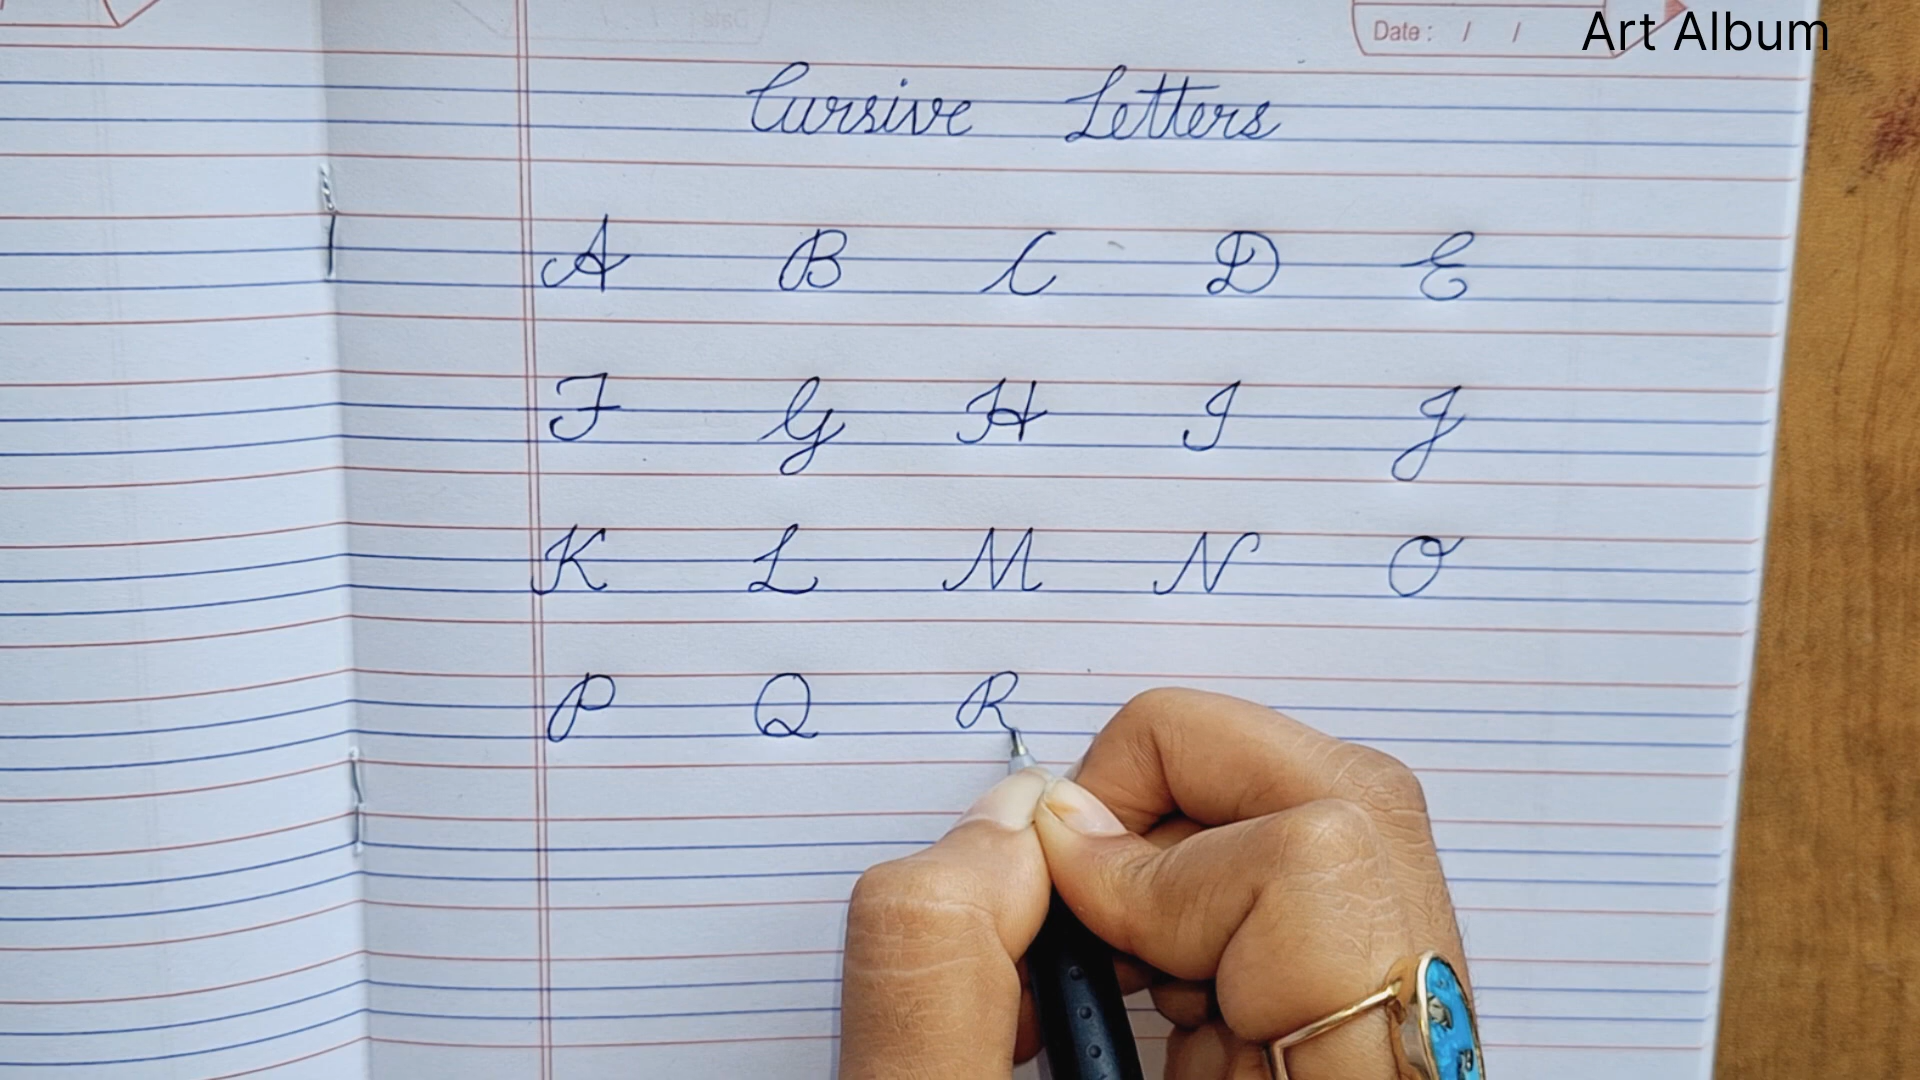 Art Album
Date : / /
Cursive Letters
A B C D E
F G H I J
K L M N O
P Q R